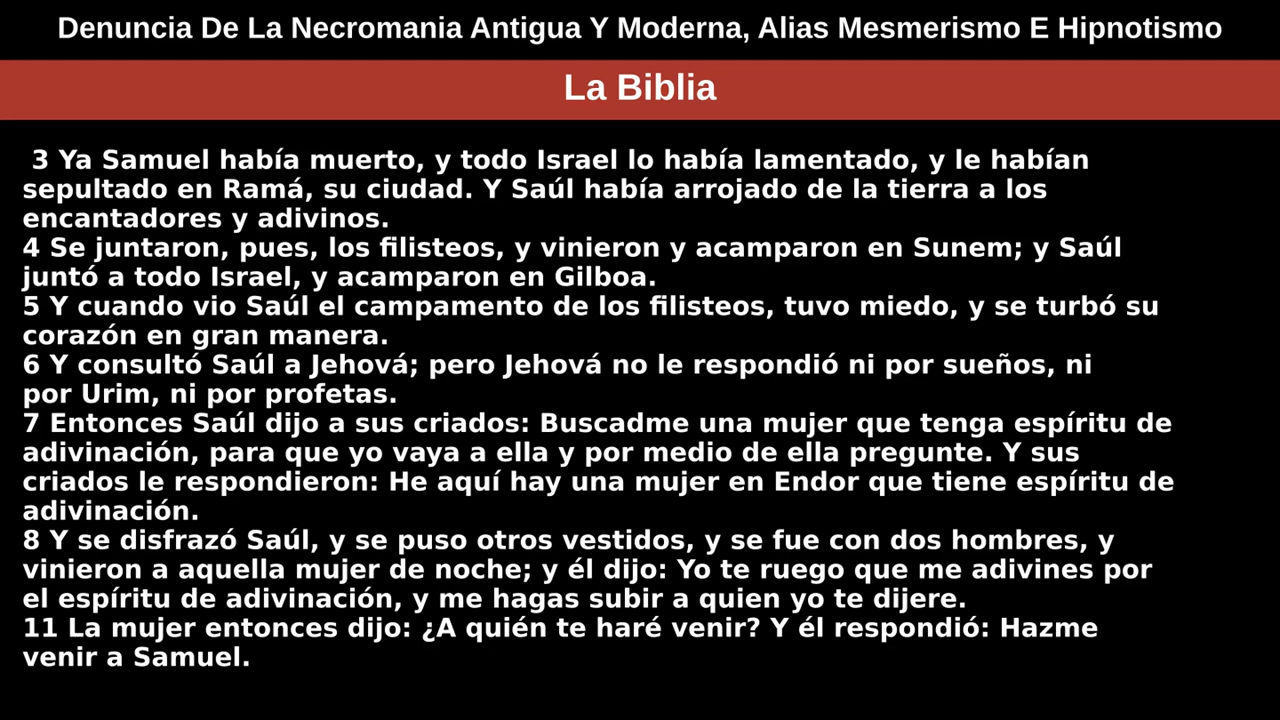 Denuncia De La Necromania Antigua Y Moderna, Alias Mesmerismo E Hipnotismo
La Biblia
3 Ya Samuel había muerto, y todo Israel lo había lamentado, y le habían
sepultado en Ramá, su ciudad. Y Saúl había arrojado de la tierra a los
encantadores y adivinos.
4 Se juntaron, pues, los filisteos, y vinieron y acamparon en Sunem; y Saúl
juntó a todo Israel, y acamparon en Gilboa.
5 Y cuando vio Saúl el campamento de los filisteos, tuvo miedo, y se turbó su
corazón en gran manera.
6 Y consultó Saúl a Jehová; pero Jehová no le respondió ni por sueños, ni
por Urim, ni por profetas.
7 Entonces Saúl dijo a sus criados: Buscadme una mujer que tenga espíritu de
adivinación, para que yo vaya a ella y por medio de ella pregunte. Y sus
criados le respondieron: He aquí hay una mujer en Endor que tiene espíritu de
adivinación.
8 Y se disfrazó Saúl, y se puso otros vestidos, y se fue con dos hombres, y
vinieron a aquella mujer de noche; y él dijo: Yo te ruego que me adivines por
el espíritu de adivinación, y me hagas subir a quien yo te dijere.
11 La mujer entonces dijo: ¿A quién te haré venir? Y él respondió: Hazme
venir a Samuel.